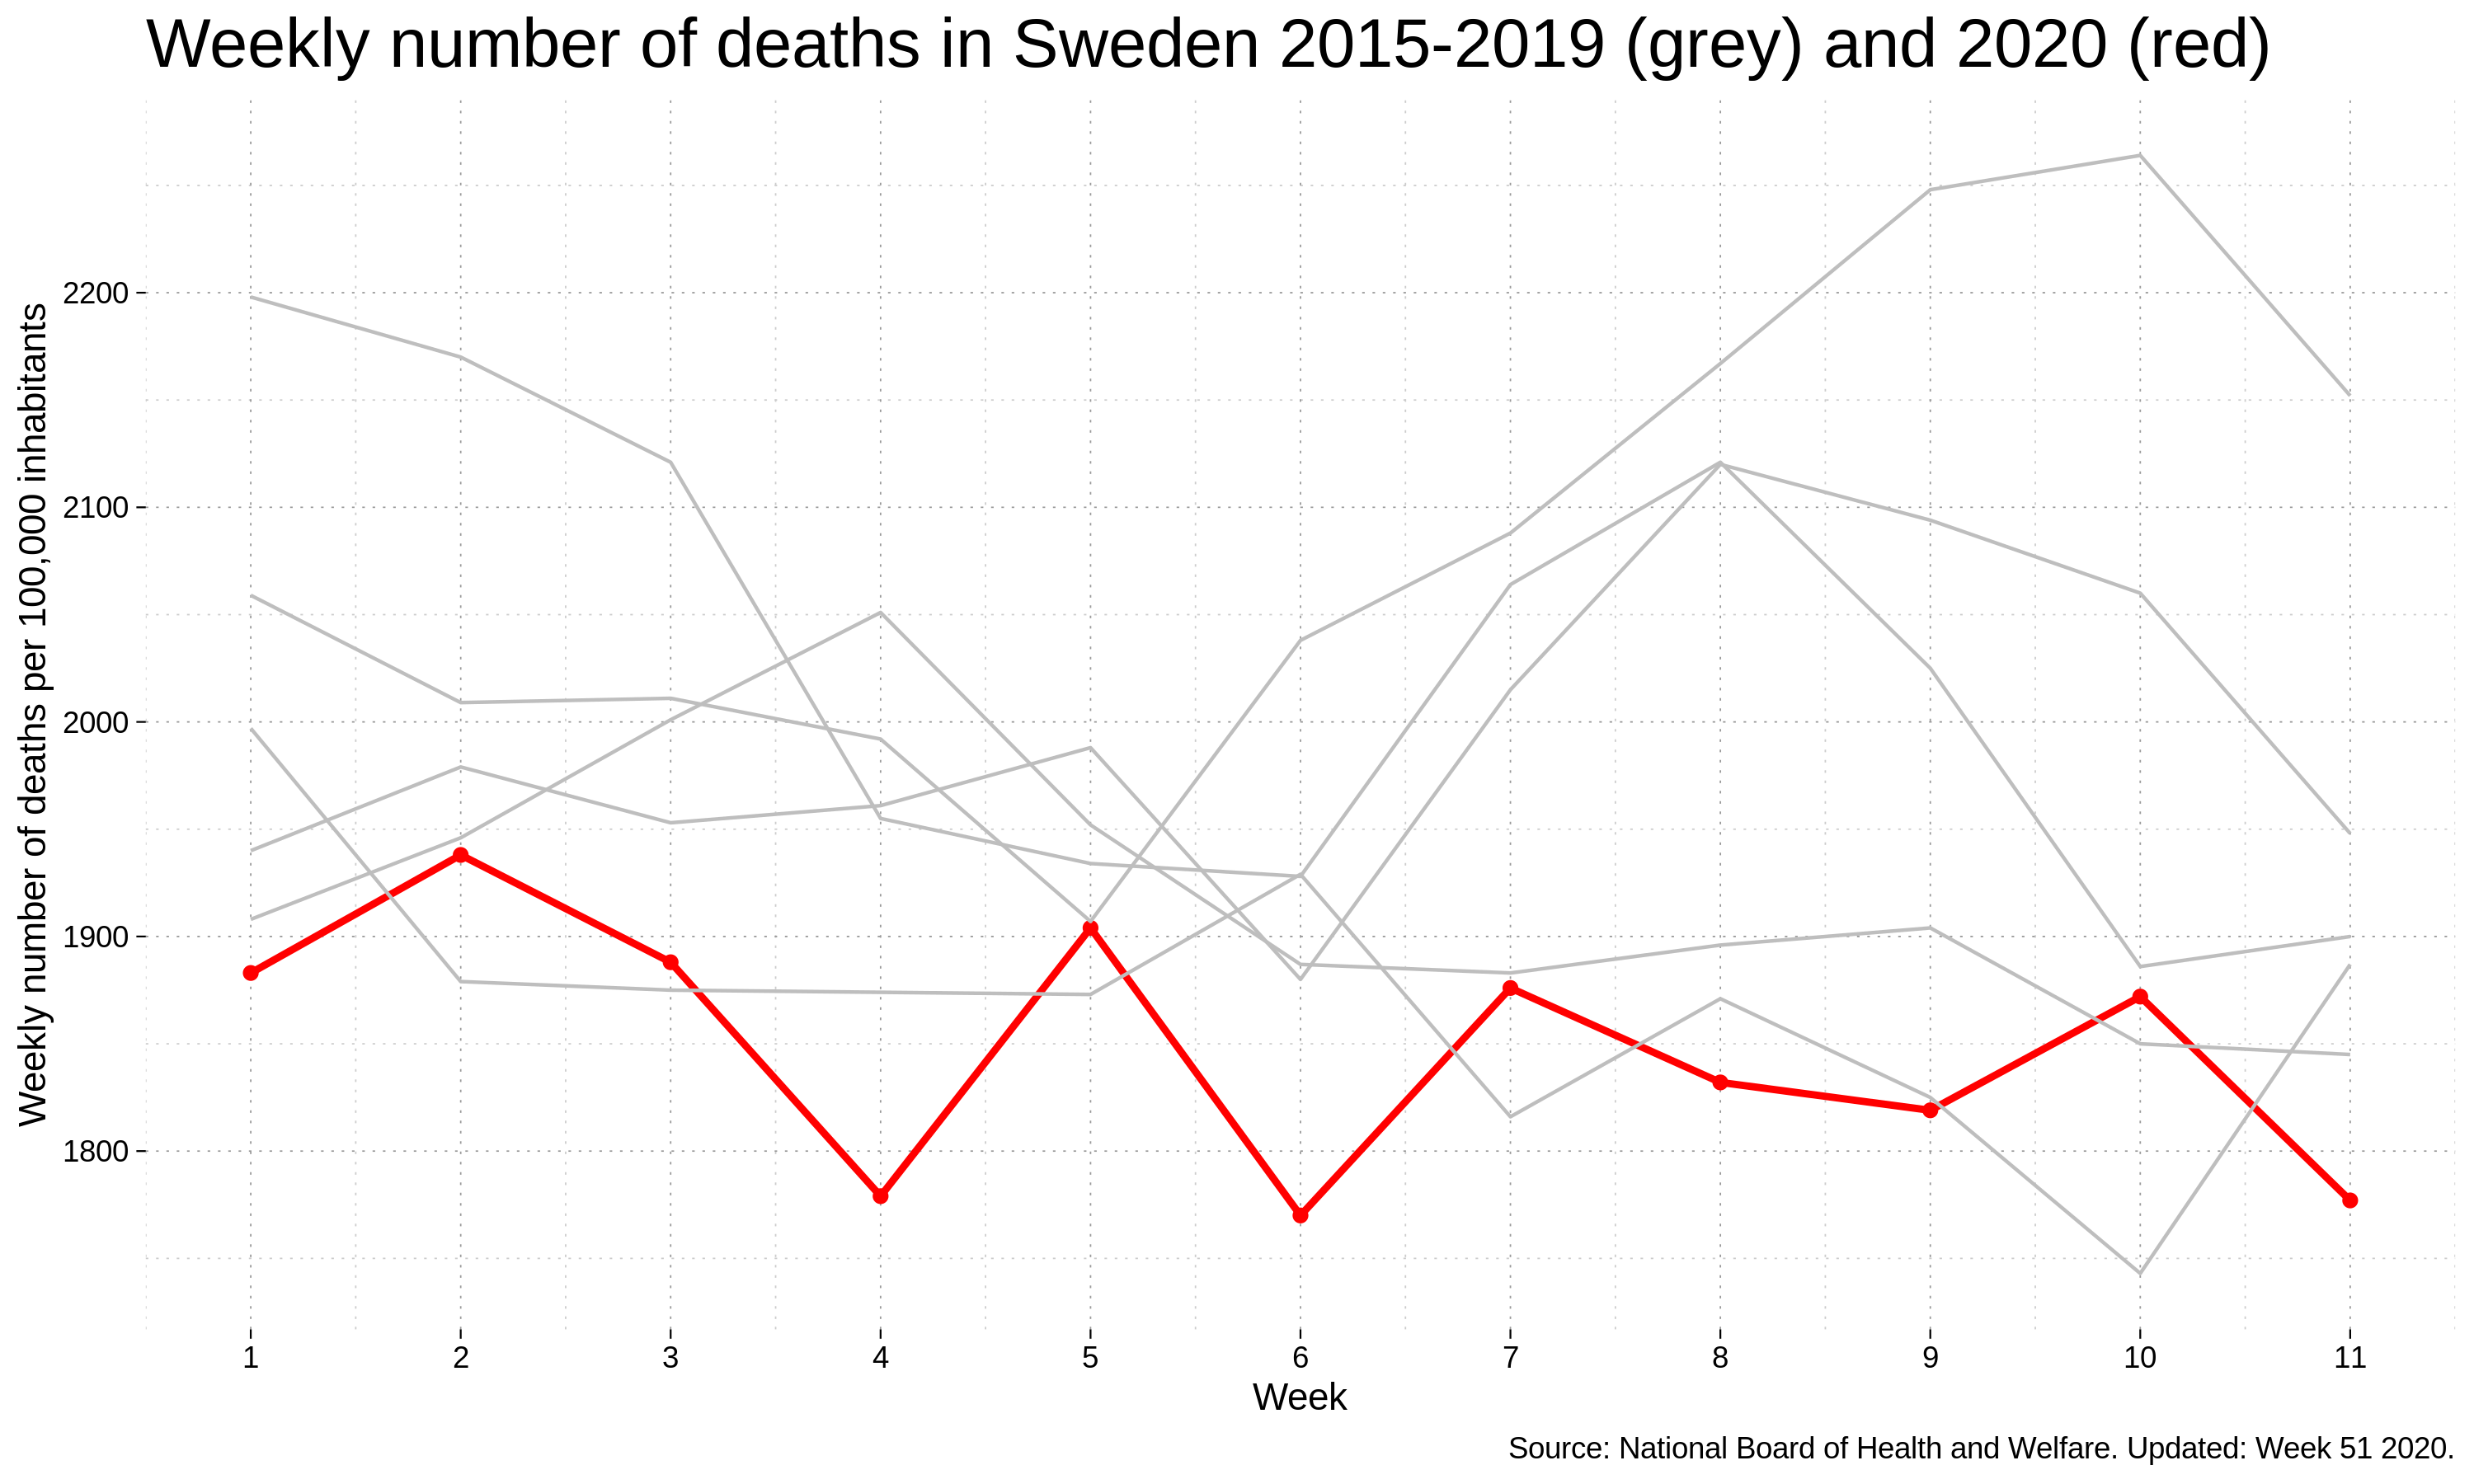 Weekly number of deaths in Sweden 2015-2019 (grey) and 2020 (red)
Weekly number of deaths per 100,000 inhabitants
2200
2100
2000
1900
1800
1 2 3 4 5 6 7 8 9 10 11
Week
Source: National Board of Health and Welfare. Updated: Week 51 2020.